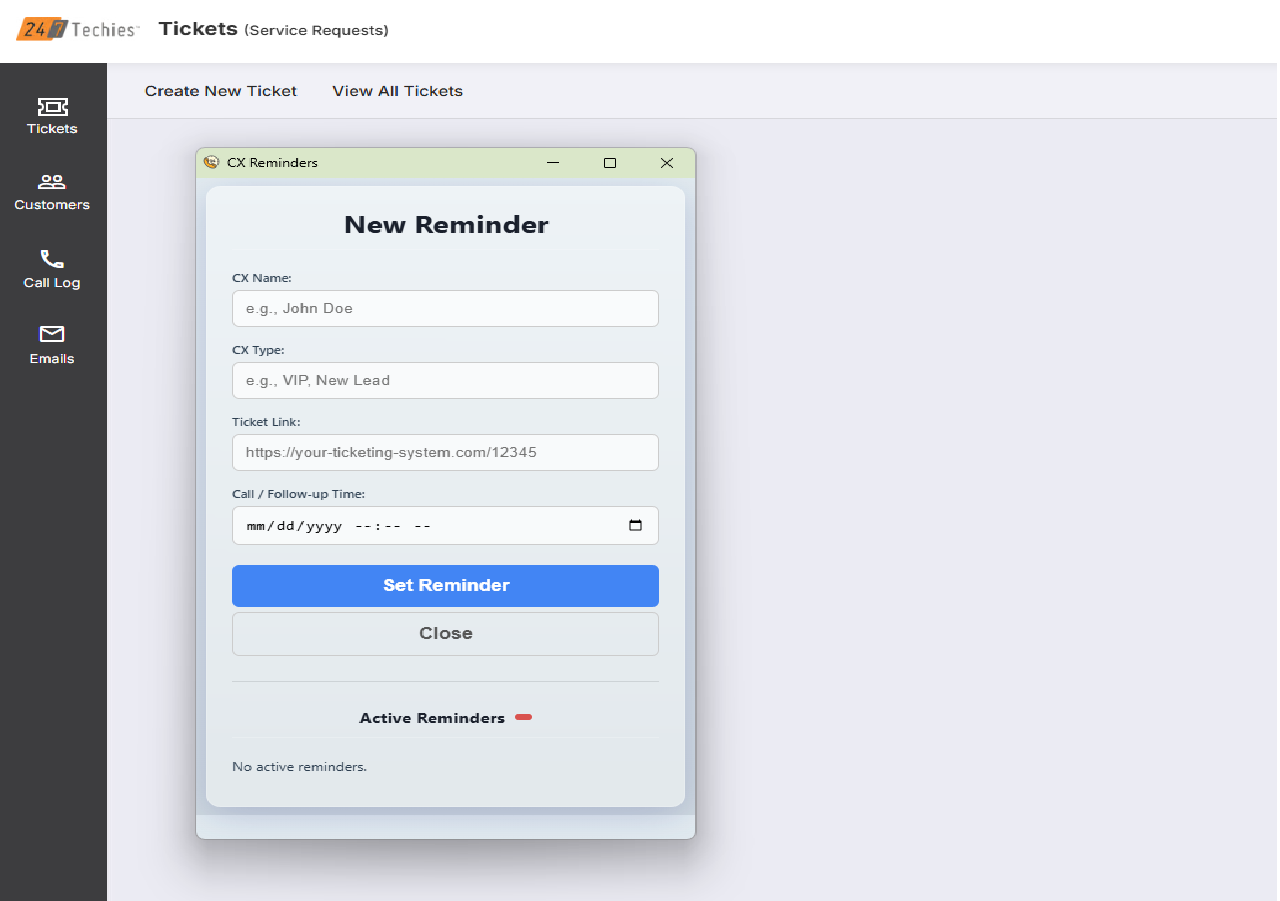 24/7 Techies™ Tickets (Service Requests)
Create New Ticket View All Tickets
Tickets
Customers
Call Log
Emails
CX Reminders
New Reminder
CX Name:
e.g., John Doe
CX Type:
e.g., VIP, New Lead
Ticket Link:
https://your-ticketing-system.com/12345
Call / Follow-up Time:
mm/dd/yyyy --:-- --
Set Reminder
Close
Active Reminders
No active reminders.